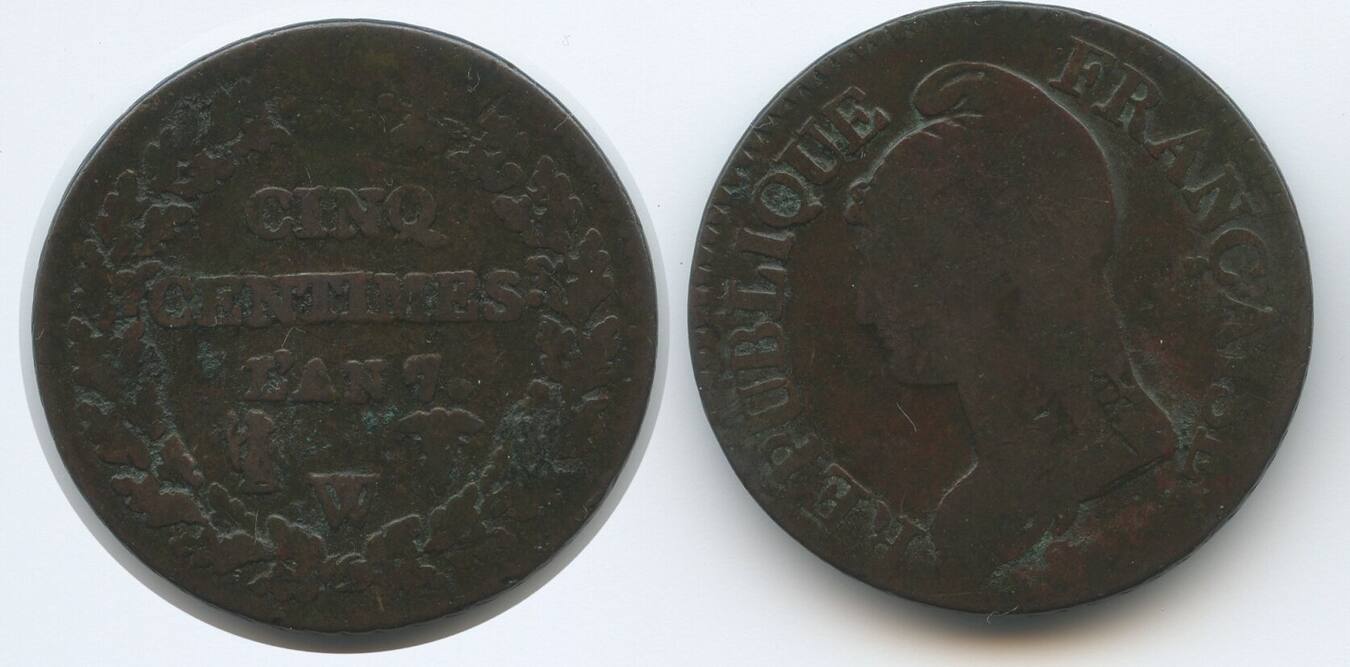 CINQ
CENTIMES.
L'AN 7.
W
REPUBLIQUE FRANÇAISE